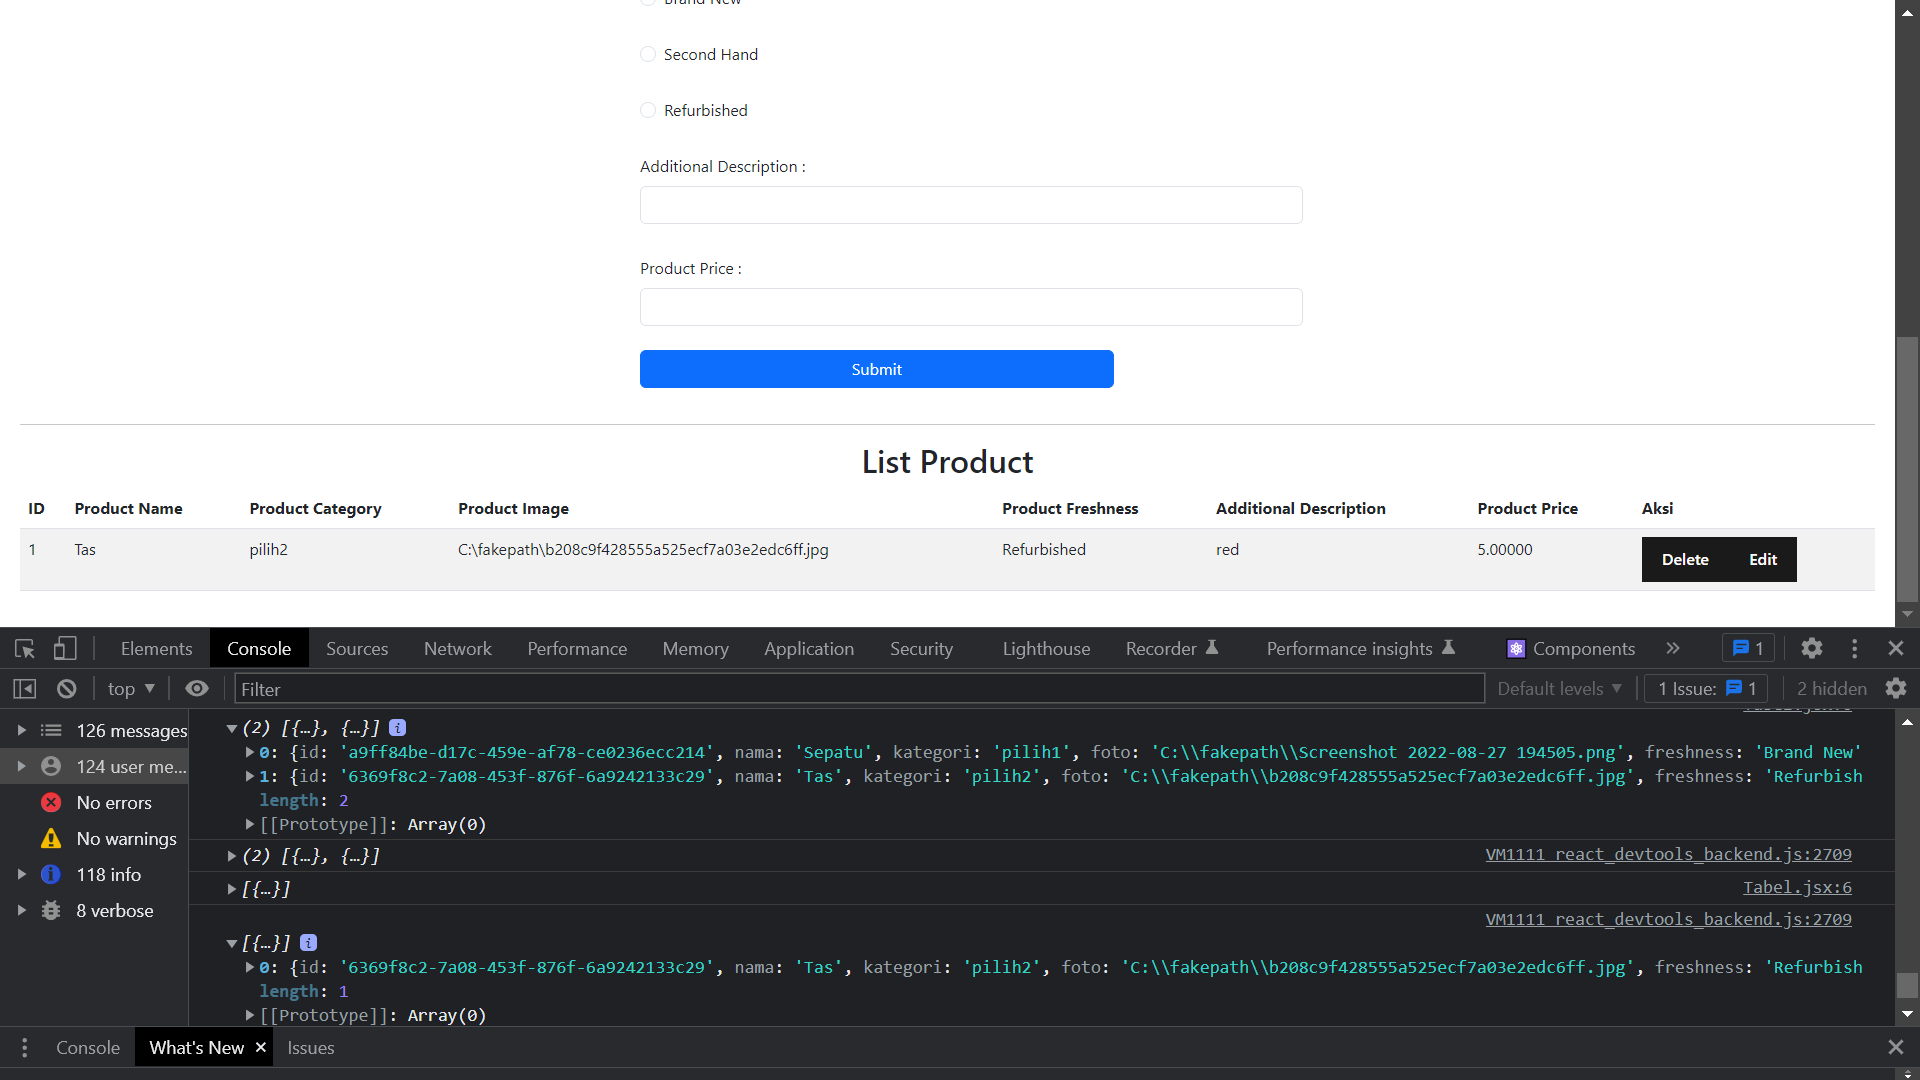 Brand New
Second Hand
Refurbished
Additional Description :
Product Price :
Submit
List Product
ID Product Name Product Category Product Image Product Freshness Additional Description Product Price Aksi
1 Tas pilih2 C:\fakepath\b208c9f428555a525ecf7a03e2edc6ff.jpg Refurbished red 5.00000 Delete Edit
Elements Console Sources Network Performance Memory Application Security Lighthouse Recorder Performance insights Components 1
top Filter Default levels 1 Issue: 1 2 hidden
126 messages
124 user me...
No errors
No warnings
118 info
8 verbose
(2) [{…}, {…}]
0: {id: 'a9ff84be-d17c-459e-af78-ce0236ecc214', nama: 'Sepatu', kategori: 'pilih1', foto: 'C:\\fakepath\\Screenshot 2022-08-27 194505.png', freshness: 'Brand New'
1: {id: '6369f8c2-7a08-453f-876f-6a9242133c29', nama: 'Tas', kategori: 'pilih2', foto: 'C:\\fakepath\\b208c9f428555a525ecf7a03e2edc6ff.jpg', freshness: 'Refurbish
length: 2
[[Prototype]]: Array(0)
(2) [{…}, {…}] VM1111 react_devtools_backend.js:2709
[{…}] Tabel.jsx:6
VM1111 react_devtools_backend.js:2709
[{…}]
0: {id: '6369f8c2-7a08-453f-876f-6a9242133c29', nama: 'Tas', kategori: 'pilih2', foto: 'C:\\fakepath\\b208c9f428555a525ecf7a03e2edc6ff.jpg', freshness: 'Refurbish
length: 1
[[Prototype]]: Array(0)
Console What's New Issues